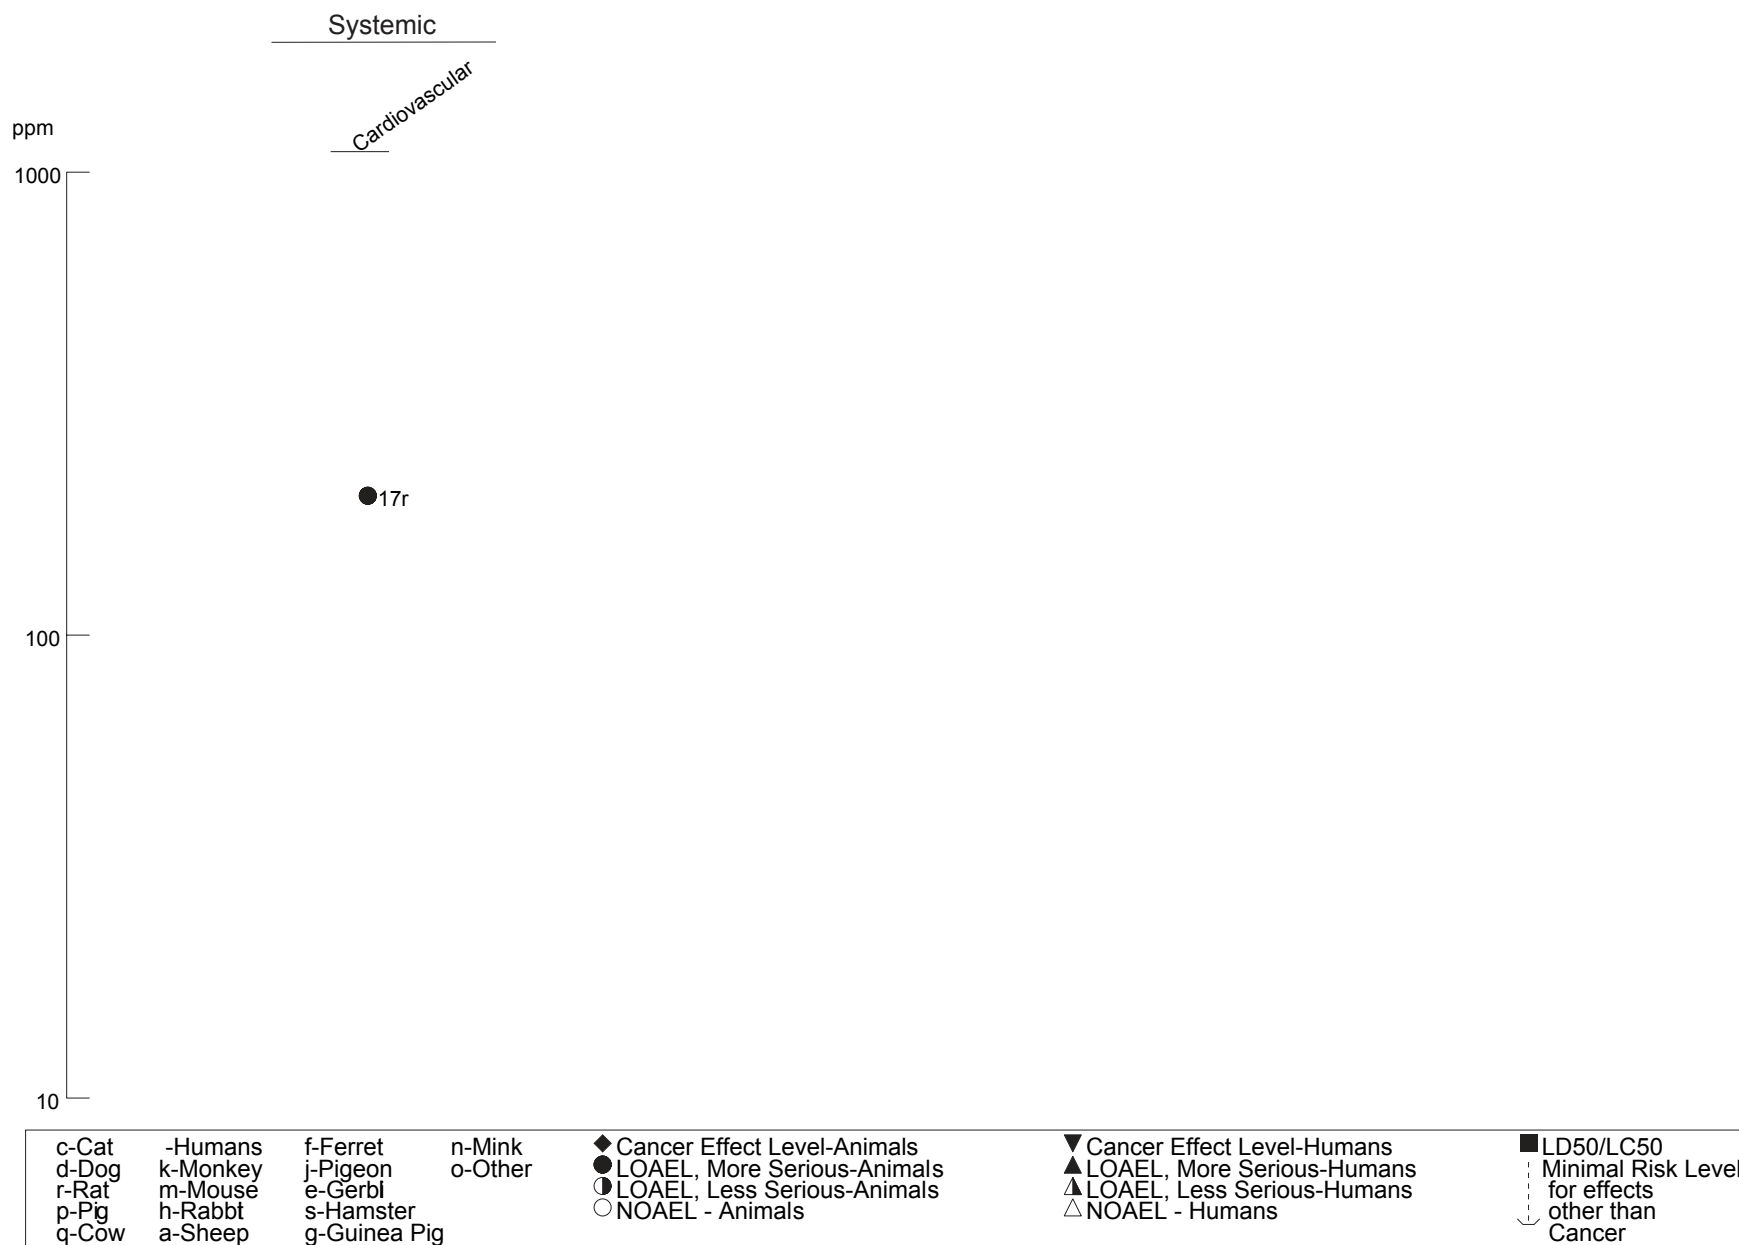 Systemic
Cardiovascular
ppm
1000
17r
100
10
c-Cat -Humans f-Ferret n-Mink Cancer Effect Level-Animals Cancer Effect Level-Humans LD50/LC50
d-Dog k-Monkey j-Pigeon o-Other LOAEL, More Serious-Animals LOAEL, More Serious-Humans Minimal Risk Level
r-Rat m-Mouse e-Gerbl LOAEL, Less Serious-Animals LOAEL, Less Serious-Humans for effects
p-Pig h-Rabbt s-Hamster NOAEL - Animals NOAEL - Humans other than
q-Cow a-Sheep g-Guinea Pig Cancer